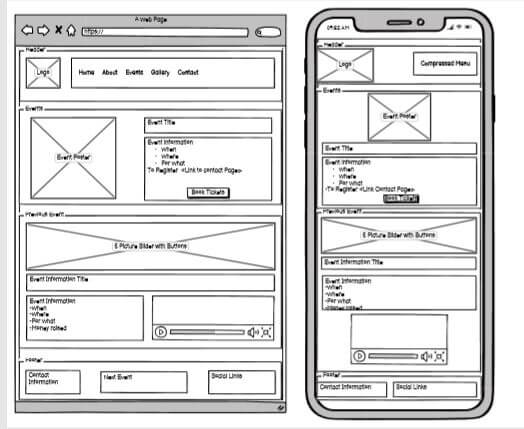 A Web Page
https://
Header
Logo
Home About Events Gallery Contact
Events
Event Poster
Event Title
Event Information
- When
- Where
- For what
To Register <Link to contact Page>
Book Tickets
Previous Event
5 Picture Slider with Buttons
Event Information Title
Event Information
-When
-Where
-For what
-Money raised
Footer
Contact
Information
Next Event
Social Links
Header
Logo
Compressed Menu
Events
Event Poster
Event Title
Event Information
- When
- Where
- For what
-To Register <Link Contact Page>
Book Tickets
Previous Event
5 Picture Slider with Buttons
Event Information Title
Event Information
-When
-Where
-For what
-Money raised
Footer
Contact Information
Social Links